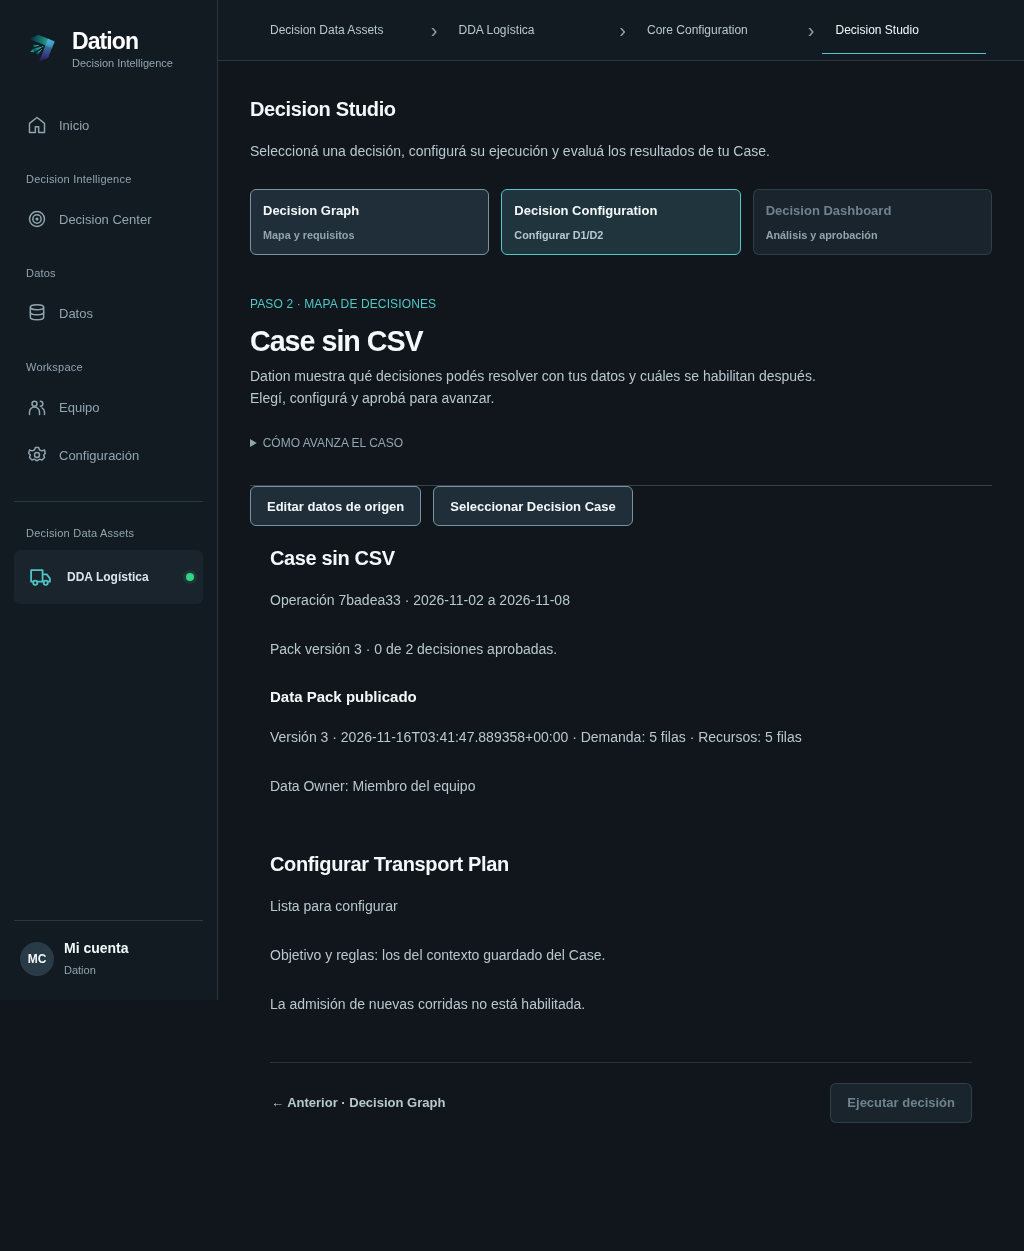 Dation
Decision Intelligence
Inicio
Decision Intelligence
Decision Center
Datos
Datos
Workspace
Equipo
Configuración
Decision Data Assets
DDA Logística
MC
Mi cuenta
Dation
Decision Data Assets › DDA Logística › Core Configuration › Decision Studio
Decision Studio
Seleccioná una decisión, configurá su ejecución y evaluá los resultados de tu Case.
Decision Graph
Mapa y requisitos
Decision Configuration
Configurar D1/D2
Decision Dashboard
Análisis y aprobación
PASO 2 · MAPA DE DECISIONES
Case sin CSV
Dation muestra qué decisiones podés resolver con tus datos y cuáles se habilitan después.
Elegí, configurá y aprobá para avanzar.
▶ CÓMO AVANZA EL CASO
Editar datos de origen
Seleccionar Decision Case
Case sin CSV
Operación 7badea33 · 2026-11-02 a 2026-11-08
Pack versión 3 · 0 de 2 decisiones aprobadas.
Data Pack publicado
Versión 3 · 2026-11-16T03:41:47.889358+00:00 · Demanda: 5 filas · Recursos: 5 filas
Data Owner: Miembro del equipo
Configurar Transport Plan
Lista para configurar
Objetivo y reglas: los del contexto guardado del Case.
La admisión de nuevas corridas no está habilitada.
← Anterior · Decision Graph
Ejecutar decisión